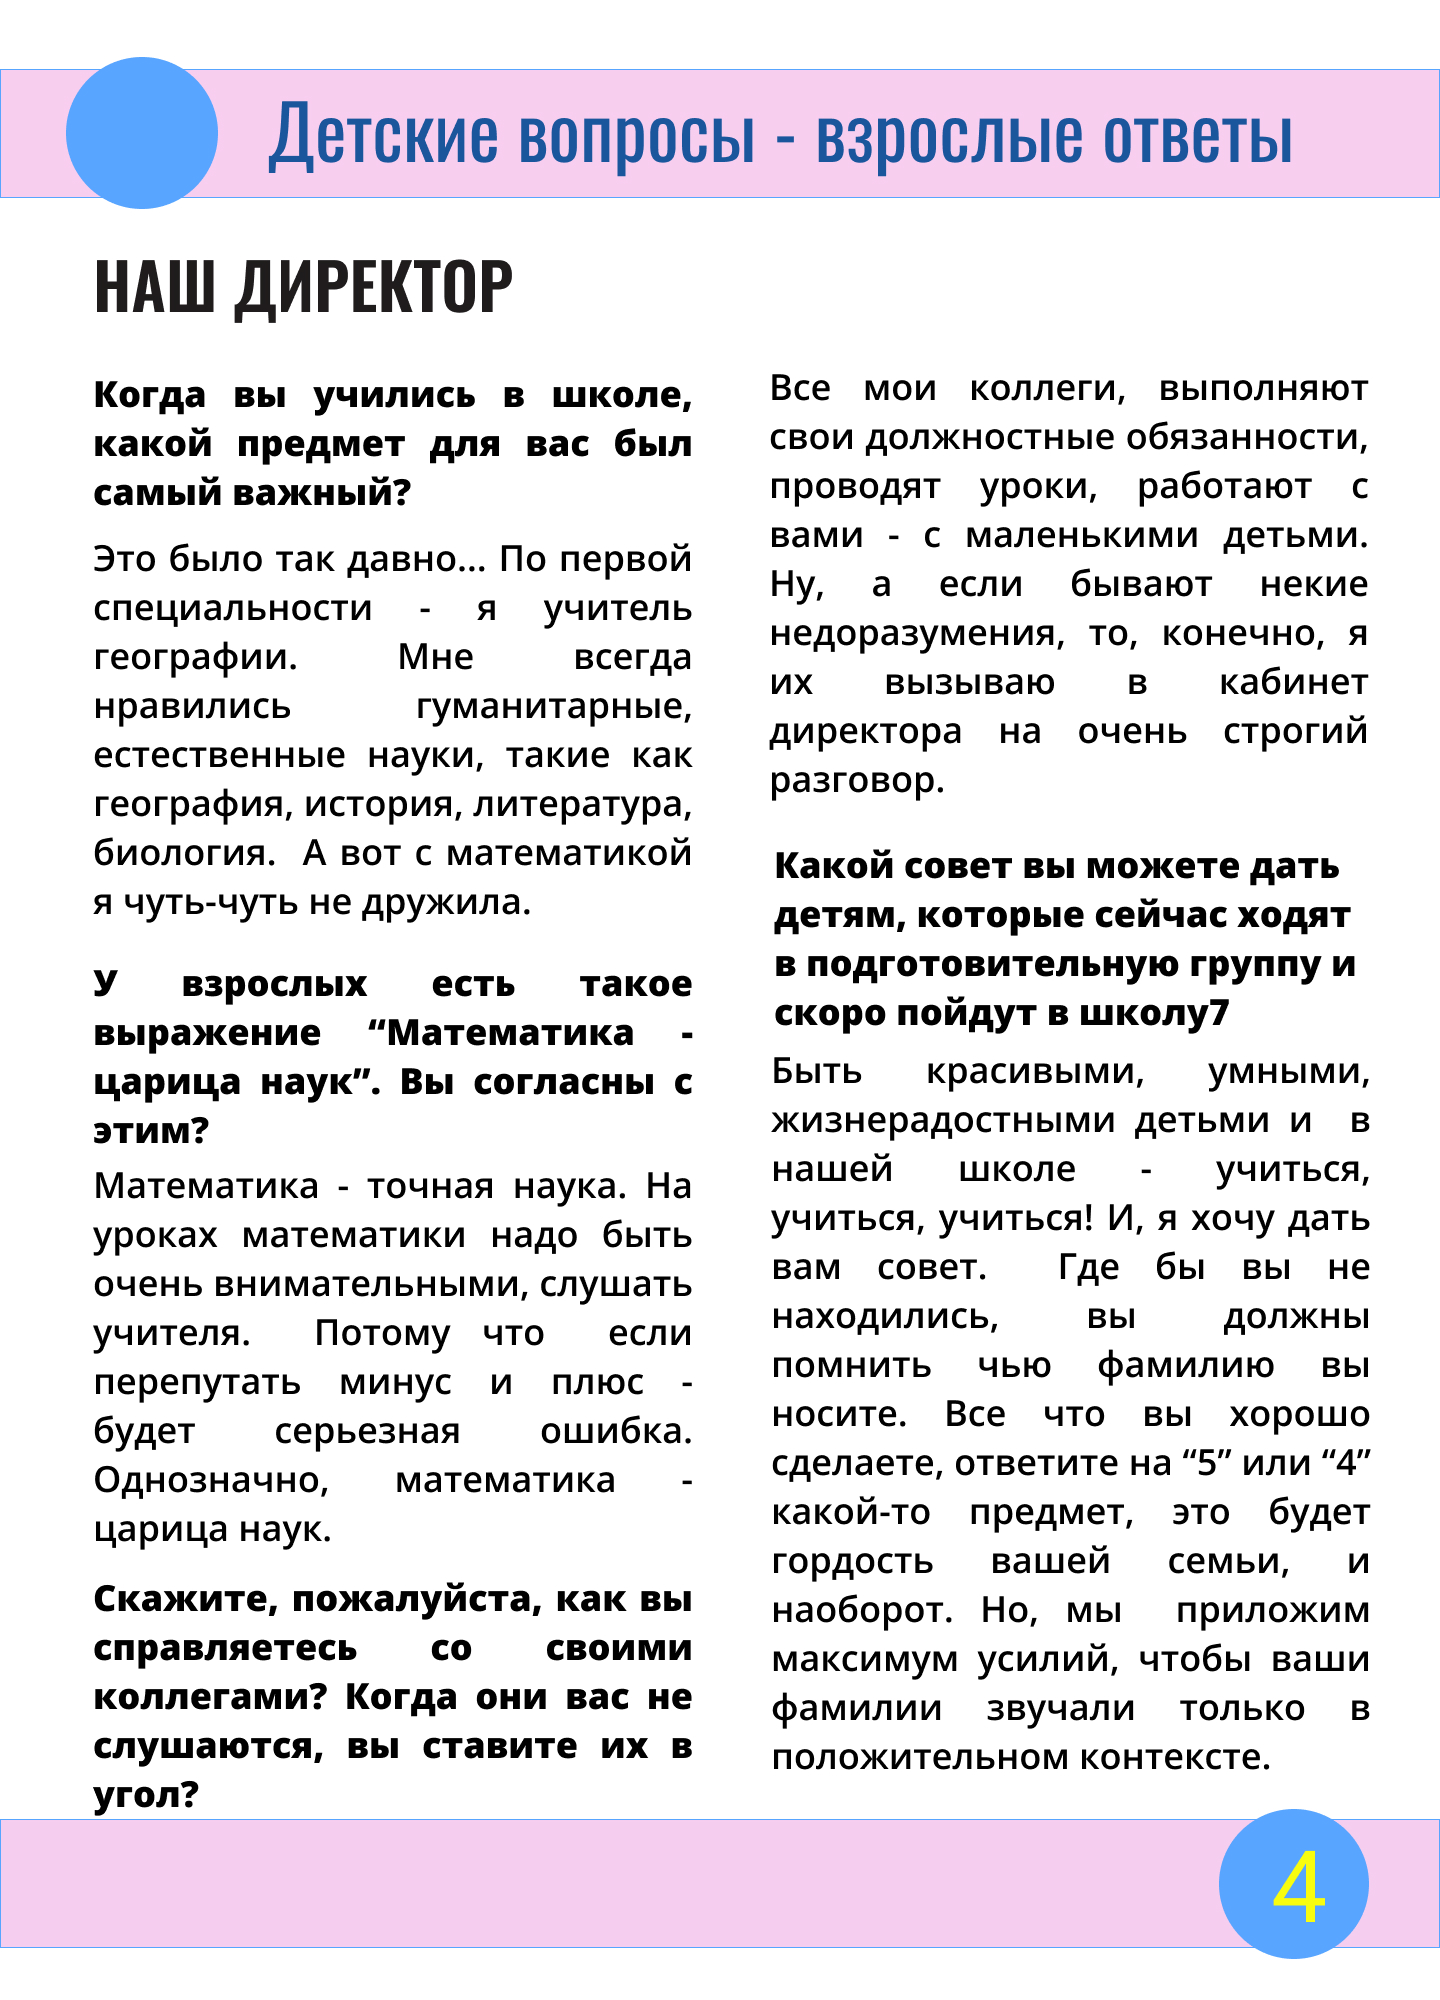 Детские вопросы - взрослые ответы
НАШ ДИРЕКТОР
Когда вы учились в школе,
какой предмет для вас был
самый важный?
Это было так давно... По первой
специальности - я учитель
географии. Мне всегда
нравились гуманитарные,
естественные науки, такие как
география, история, литература,
биология. А вот с математикой
я чуть-чуть не дружила.
У взрослых есть такое
выражение “Математика -
царица наук”. Вы согласны с
этим?
Математика - точная наука. На
уроках математики надо быть
очень внимательными, слушать
учителя. Потому что если
перепутать минус и плюс -
будет серьезная ошибка.
Однозначно, математика -
царица наук.
Скажите, пожалуйста, как вы
справляетесь со своими
коллегами? Когда они вас не
слушаются, вы ставите их в
угол?
Все мои коллеги, выполняют
свои должностные обязанности,
проводят уроки, работают с
вами - с маленькими детьми.
Ну, а если бывают некие
недоразумения, то, конечно, я
их вызываю в кабинет
директора на очень строгий
разговор.
Какой совет вы можете дать
детям, которые сейчас ходят
в подготовительную группу и
скоро пойдут в школу7
Быть красивыми, умными,
жизнерадостными детьми и в
нашей школе - учиться,
учиться, учиться! И, я хочу дать
вам совет. Где бы вы не
находились, вы должны
помнить чью фамилию вы
носите. Все что вы хорошо
сделаете, ответите на “5” или “4”
какой-то предмет, это будет
гордость вашей семьи, и
наоборот. Но, мы приложим
максимум усилий, чтобы ваши
фамилии звучали только в
положительном контексте.
4